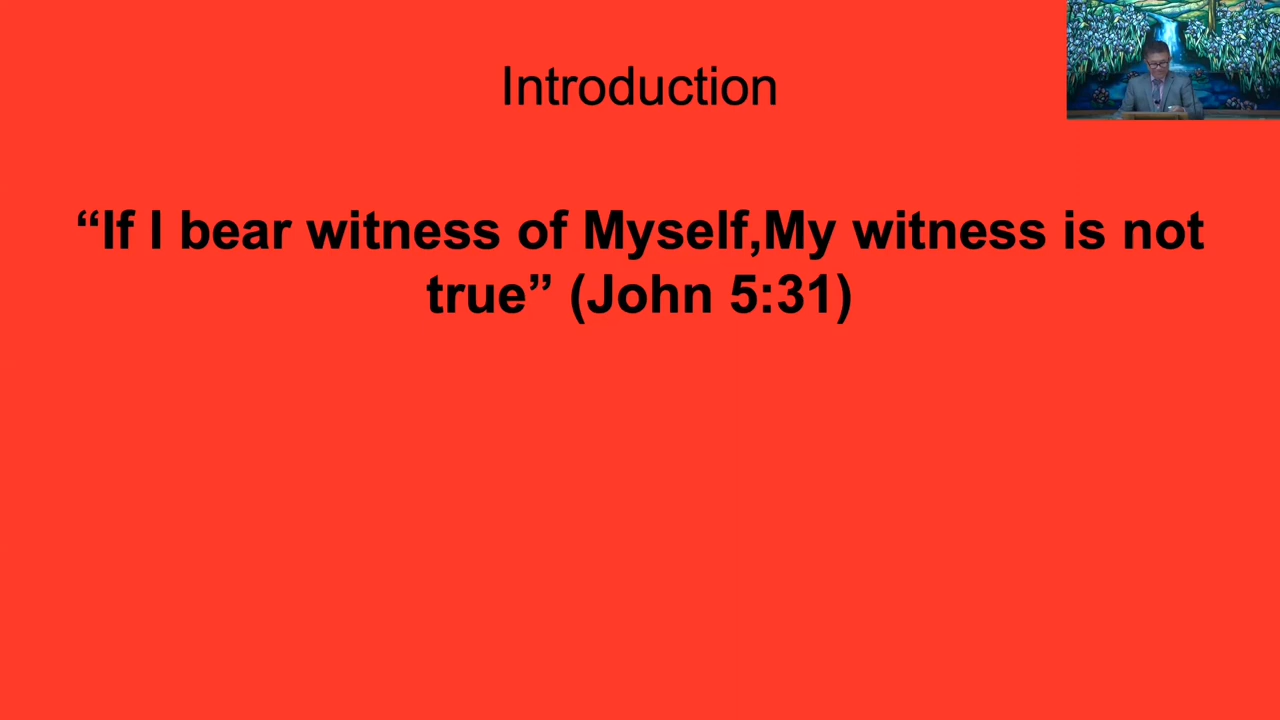 Introduction
“If I bear witness of Myself,My witness is not
true” (John 5:31)